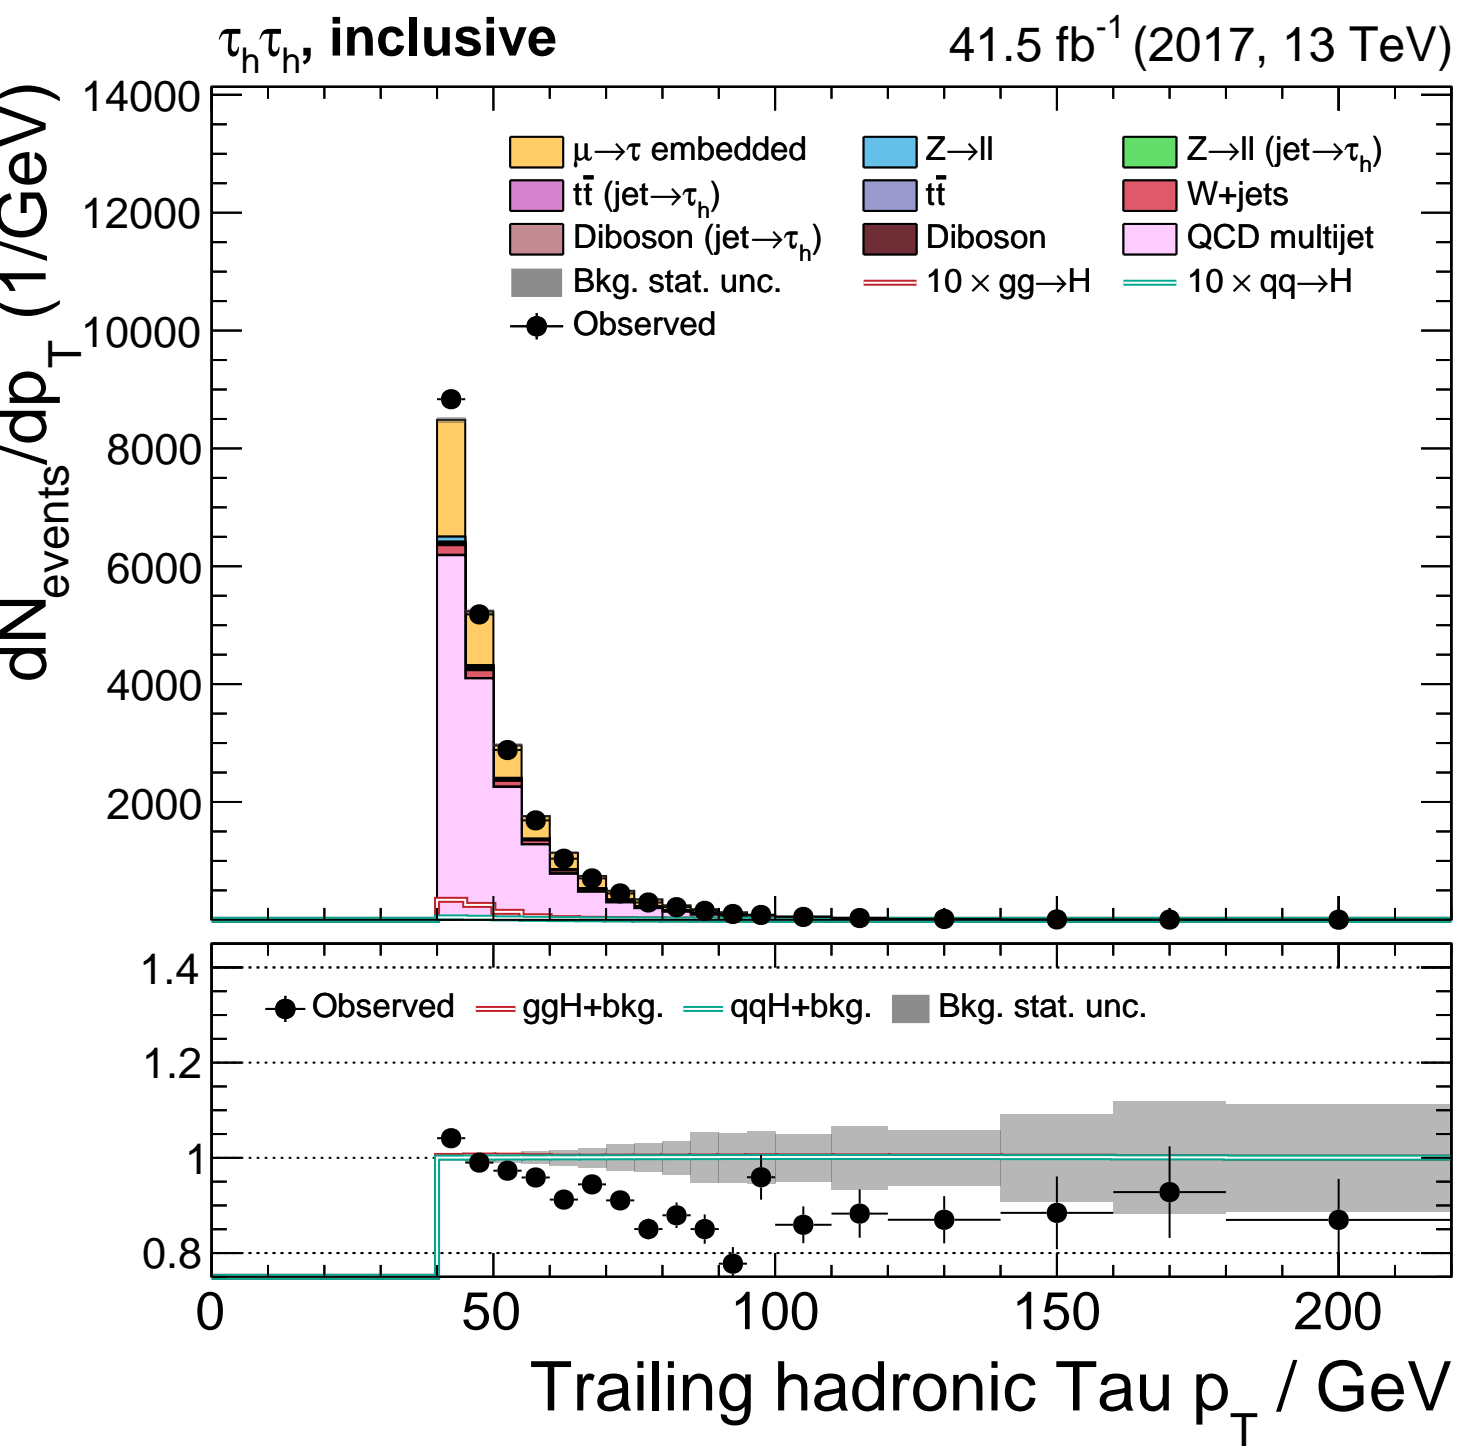 τhτh, inclusive 41.5 fb-1 (2017, 13 TeV)
dNevents/dpT (1/GeV)
14000
12000
10000
8000
6000
4000
2000
μ→τ embedded Z→ll Z→ll (jet→τh)
tt̄ (jet→τh) tt̄ W+jets
Diboson (jet→τh) Diboson QCD multijet
Bkg. stat. unc. 10 × gg→H 10 × qq→H
Observed
1.4
1.2
1
0.8
Observed ggH+bkg. qqH+bkg. Bkg. stat. unc.
0 50 100 150 200
Trailing hadronic Tau pT / GeV